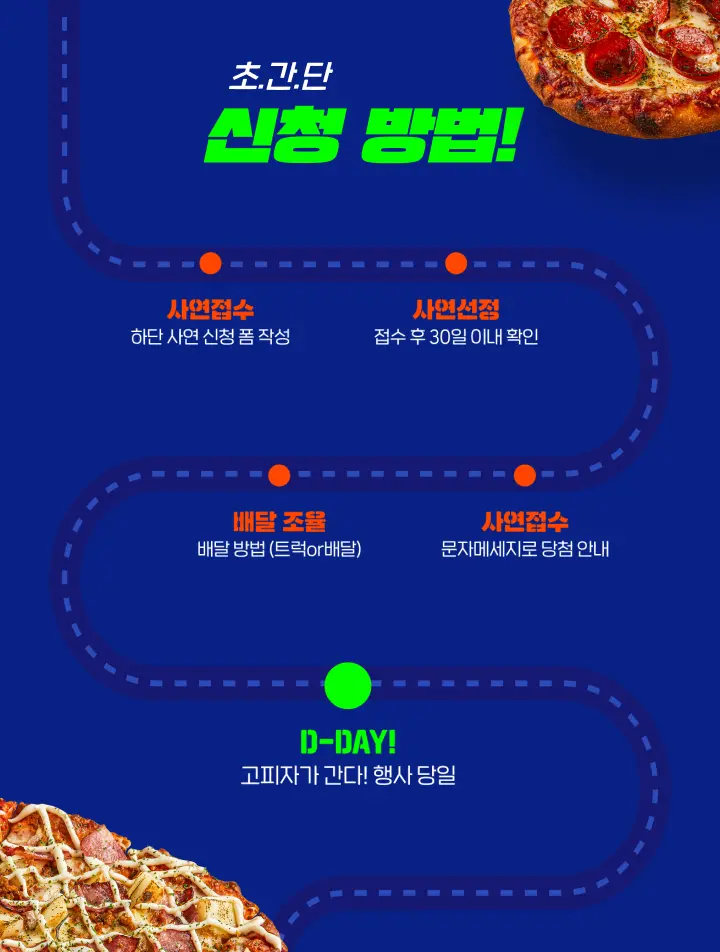 초.간.단
신청 방법!
사연접수
하단 사연 신청 폼 작성
사연선정
접수 후 30일 이내 확인
배달 조율
배달 방법 (트럭or배달)
사연접수
문자메세지로 당첨 안내
D-DAY!
고피자가 간다! 행사 당일